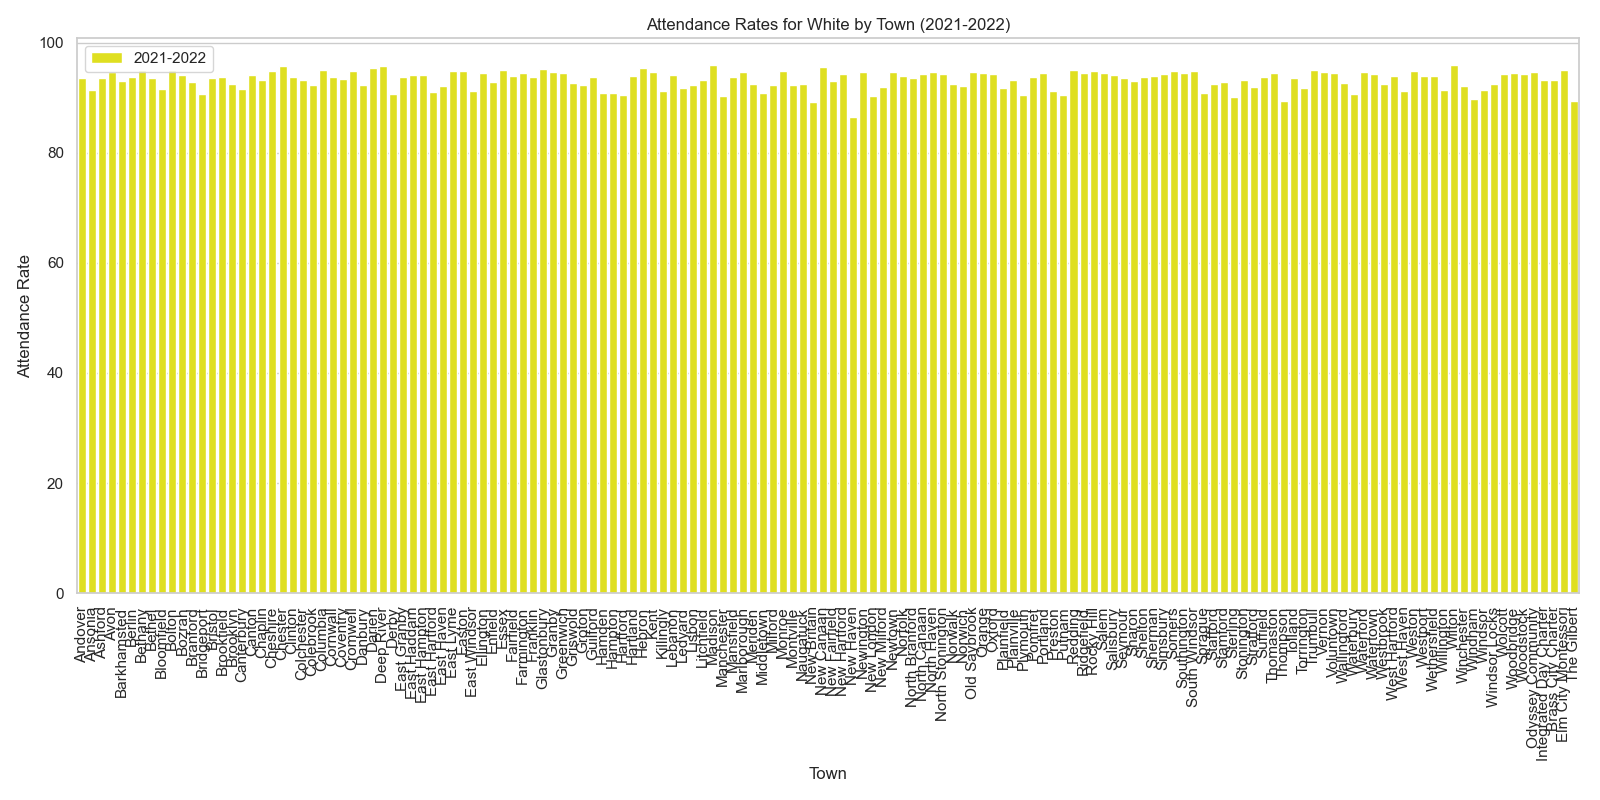 Attendance Rates for White by Town (2021-2022)
2021-2022
Attendance Rate
100
80
60
40
20
0
Andover
Ansonia
Ashford
Avon
Barkhamsted
Berlin
Bethany
Bethel
Bloomfield
Bolton
Bozrah
Branford
Bridgeport
Bristol
Brookfield
Brooklyn
Canterbury
Canton
Chaplin
Cheshire
Chester
Clinton
Colchester
Colebrook
Columbia
Cornwall
Coventry
Cromwell
Danbury
Darien
Deep River
Derby
East Granby
East Haddam
East Hampton
East Hartford
East Haven
East Lyme
Easton
East Windsor
Ellington
Enfield
Essex
Fairfield
Farmington
Franklin
Glastonbury
Granby
Greenwich
Griswold
Groton
Guilford
Hamden
Hampton
Hartford
Hartland
Hebron
Kent
Killingly
Lebanon
Ledyard
Lisbon
Litchfield
Madison
Manchester
Mansfield
Marlborough
Meriden
Middletown
Milford
Monroe
Montville
Naugatuck
New Britain
New Canaan
New Fairfield
New Hartford
New Haven
Newington
New London
New Milford
Newtown
Norfolk
North Branford
North Canaan
North Haven
North Stonington
Norwalk
Norwich
Old Saybrook
Orange
Oxford
Plainfield
Plainville
Plymouth
Pomfret
Portland
Preston
Putnam
Redding
Ridgefield
Rocky Hill
Salem
Salisbury
Seymour
Sharon
Shelton
Sherman
Simsbury
Somers
Southington
South Windsor
Sprague
Stafford
Stamford
Sterling
Stonington
Stratford
Suffield
Thomaston
Thompson
Tolland
Torrington
Trumbull
Vernon
Voluntown
Wallingford
Waterbury
Waterford
Watertown
Westbrook
West Hartford
West Haven
Weston
Westport
Wethersfield
Willington
Wilton
Winchester
Windham
Windsor
Windsor Locks
Wolcott
Woodbridge
Woodstock
Odyssey Community
Integrated Day Charter
Brass City Charter
Elm City Montessori
The Gilbert
Town